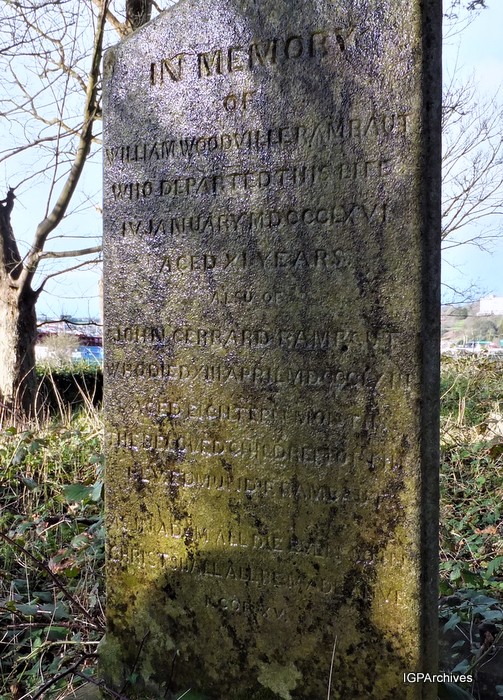 IN MEMORY
OF
WILLIAM WOODVILLE RAMBAUT
WHO DEPARTED THIS LIFE
IV JANUARY MDCCCLXVI
AGED XI YEARS.
ALSO OF
JOHN GERRARD RAMBAUT
WHO DIED VIII APRIL
AGED EIGHTEEN MONTHS
THE BELOVED CHILDREN OF THE
REV EDMUND F RAMBAUT
AS IN ADAM ALL DIE EVEN SO IN
CHRIST SHALL ALL BE MADE ALIVE
I COR XV
IGPArchives